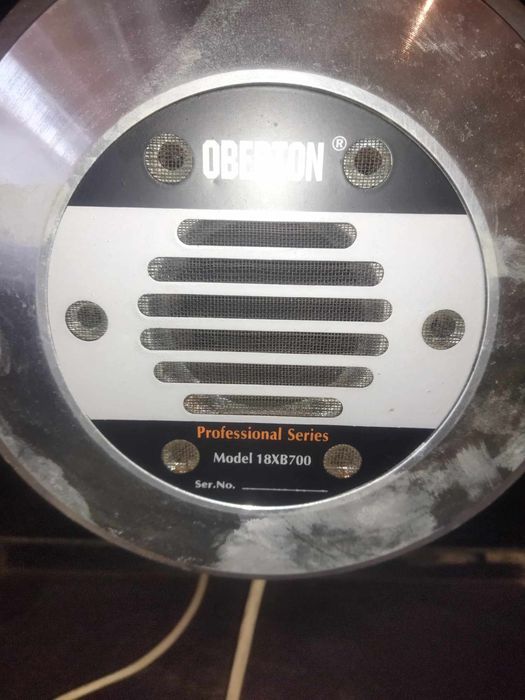 OBERTON ®
Professional Series
Model 18XB700
Ser.No.